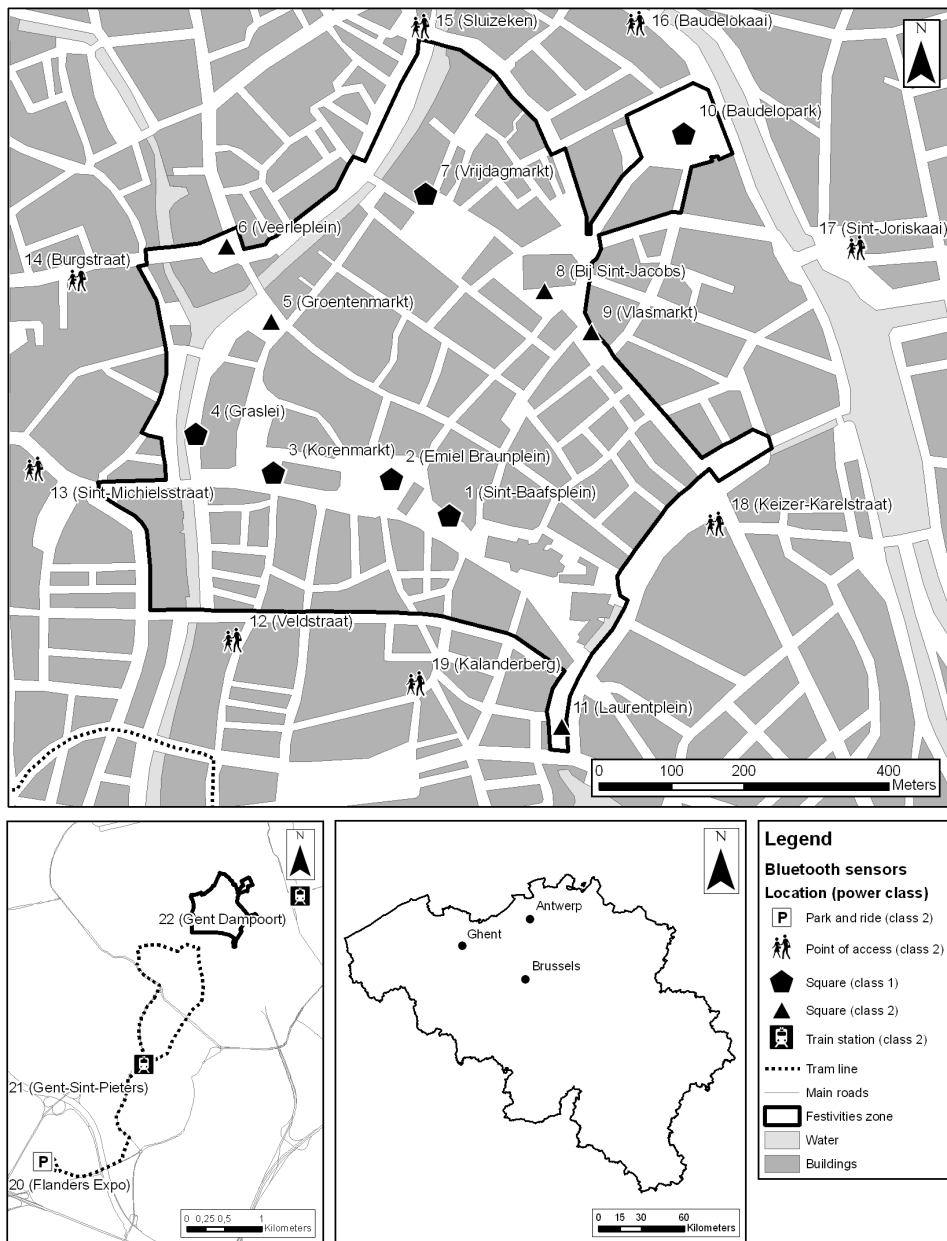 15 (Sluizeken)
16 (Baudelokaai)
N
10 (Baudelopark)
7 (Vrijdagmarkt)
6 (Veerleplein)
17 (Sint-Joriskaai)
14 (Burgstraat)
8 (Bij Sint-Jacobs)
5 (Groentenmarkt)
9 (Vlasmarkt)
4 (Graslei)
3 (Korenmarkt)
2 (Emiel Braunplein)
13 (Sint-Michielsstraat)
1 (Sint-Baafsplein)
18 (Keizer-Karelstraat)
12 (Veldstraat)
19 (Kalanderberg)
11 (Laurentplein)
0 100 200 400
Meters
N
22 (Gent Dampoort)
21 (Gent-Sint-Pieters)
P
20 (Flanders Expo)
0 0,25 0,5 1
Kilometers
N
Antwerp
Ghent
Brussels
0 15 30 60
Kilometers
Legend
Bluetooth sensors
Location (power class)
P Park and ride (class 2)
Point of access (class 2)
Square (class 1)
Square (class 2)
Train station (class 2)
Tram line
Main roads
Festivities zone
Water
Buildings